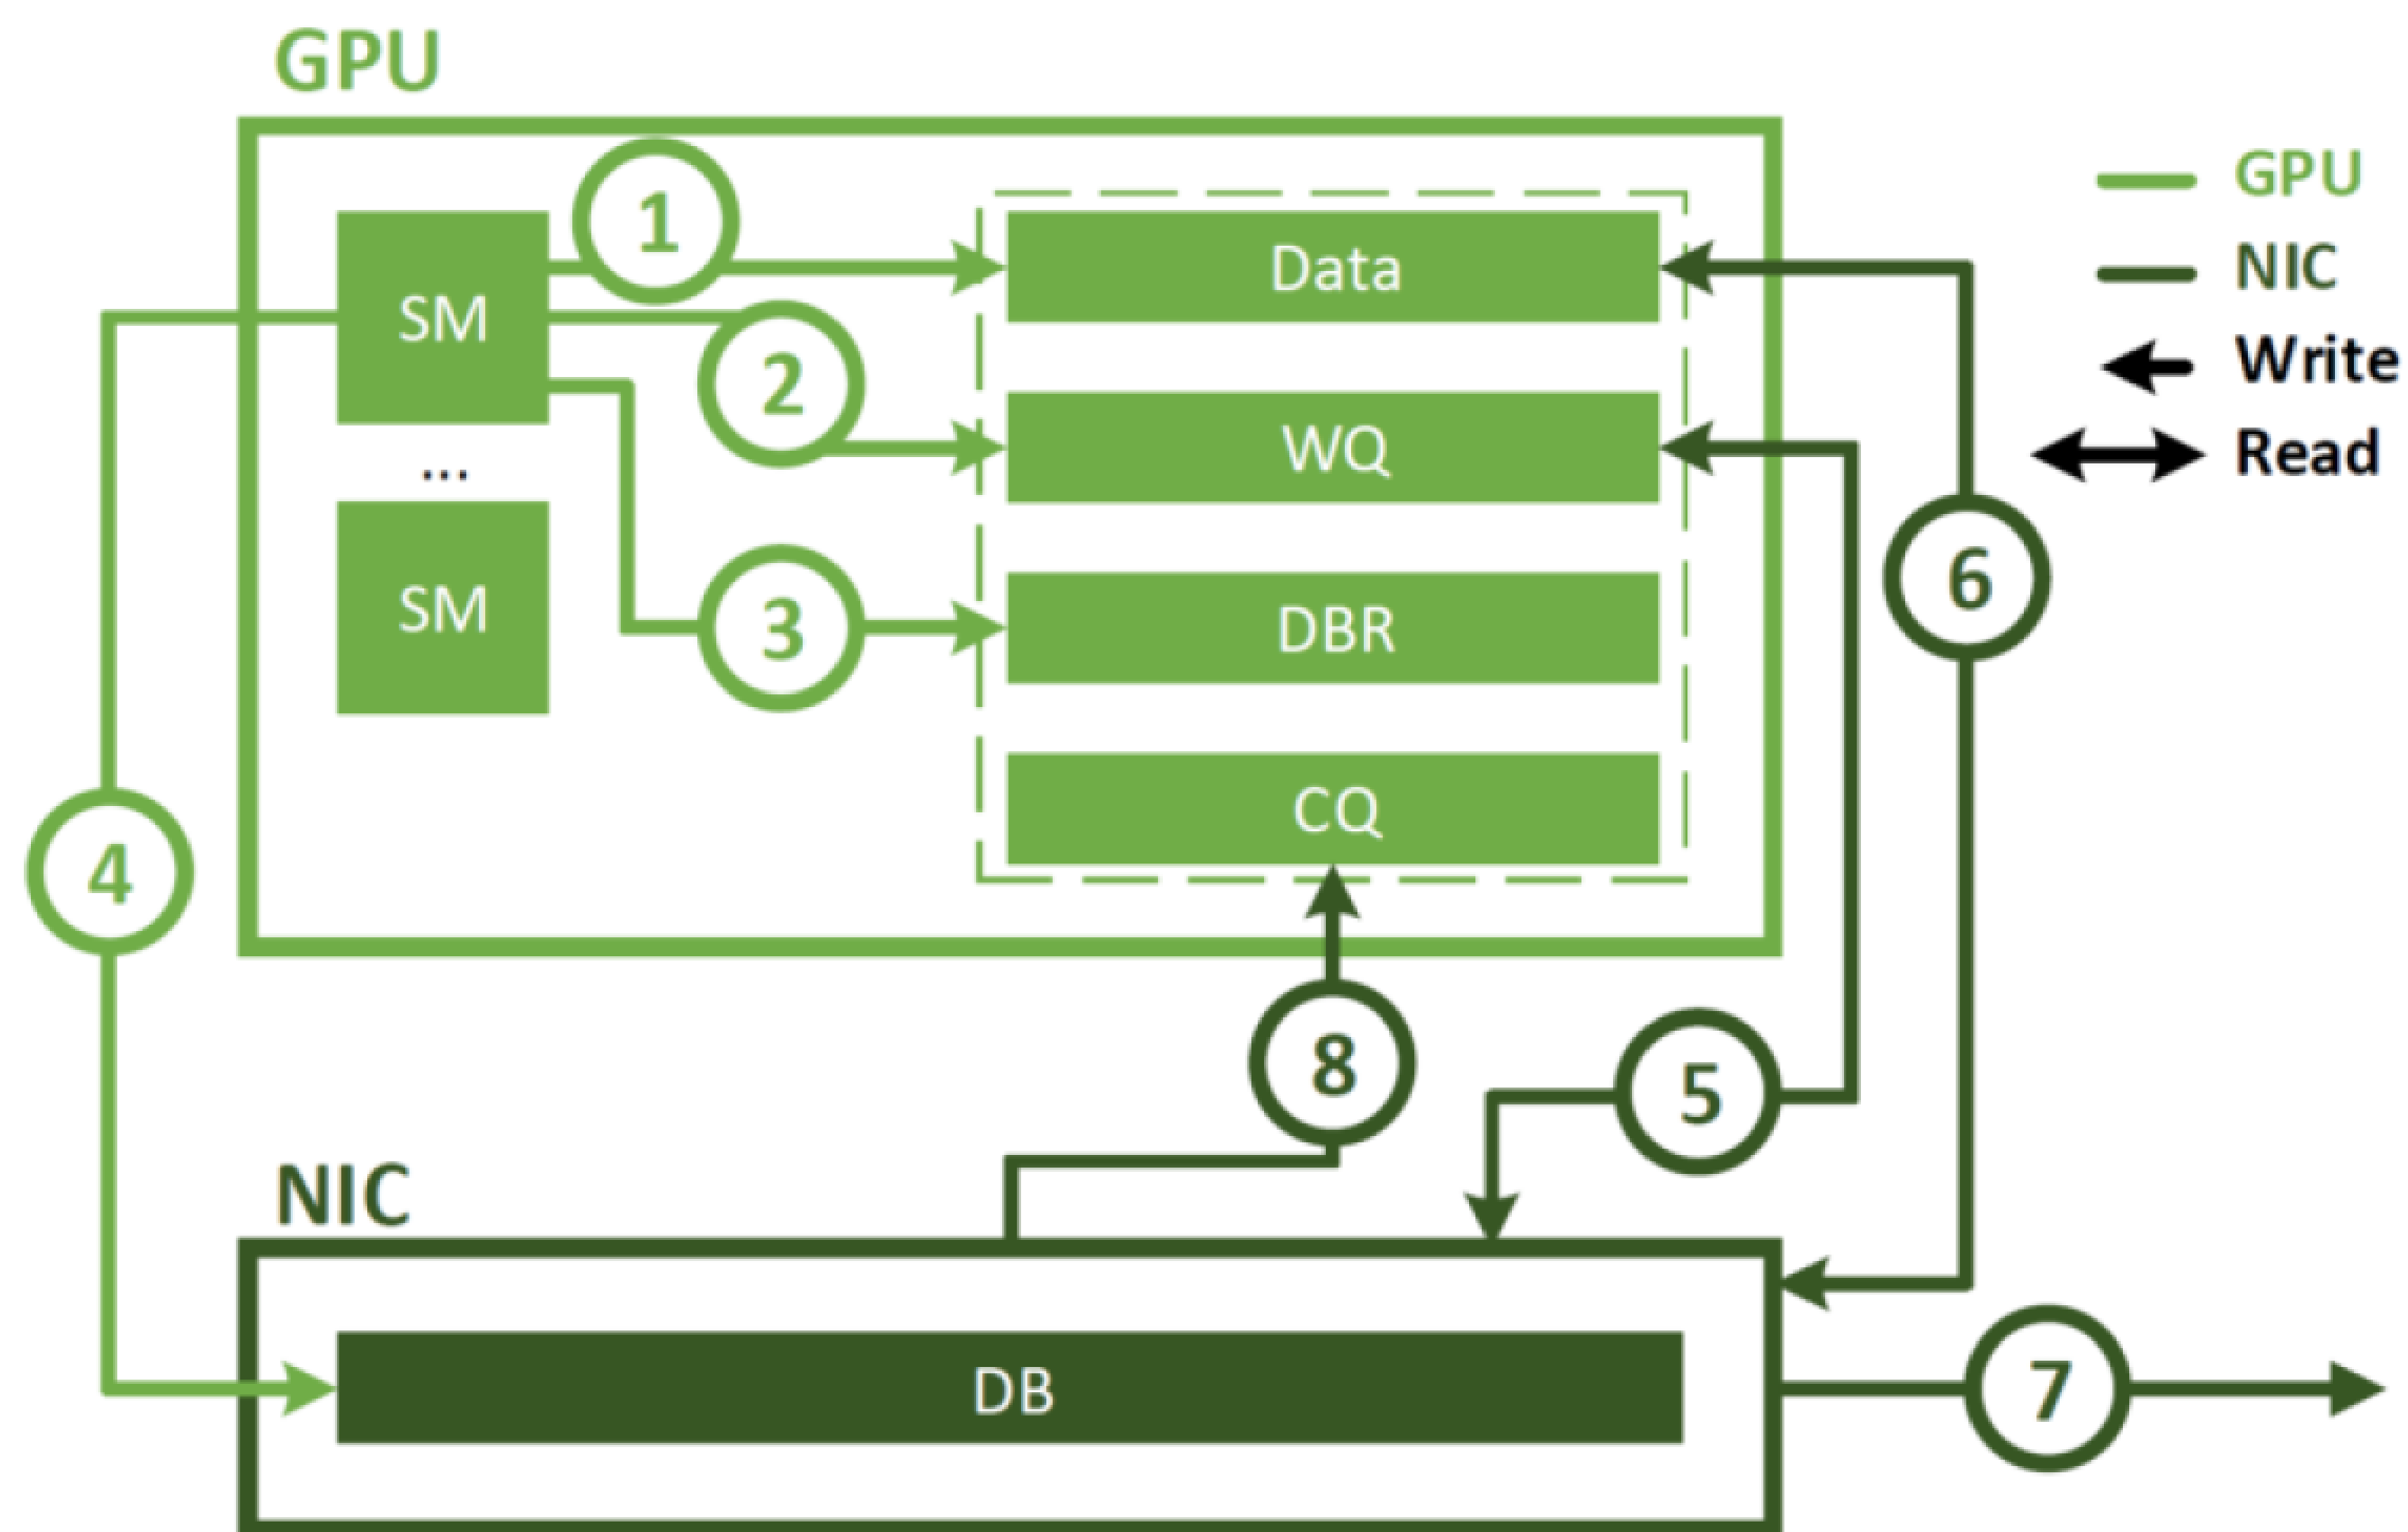 GPU
1
Data
GPU
NIC
Write
Read
SM
2
WQ
...
SM
3
DBR
6
CQ
4
8
5
NIC
DB
7